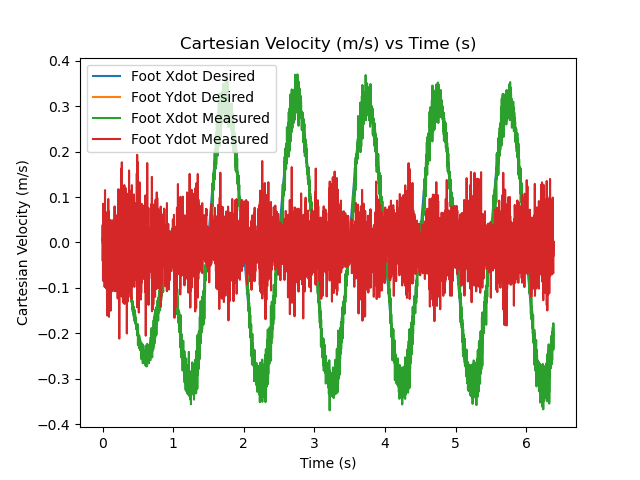 Cartesian Velocity (m/s) vs Time (s)
Foot Xdot Desired
Foot Ydot Desired
Foot Xdot Measured
Foot Ydot Measured
Cartesian Velocity (m/s)
0.4
0.3
0.2
0.1
0.0
−0.1
−0.2
−0.3
−0.4
0 1 2 3 4 5 6
Time (s)